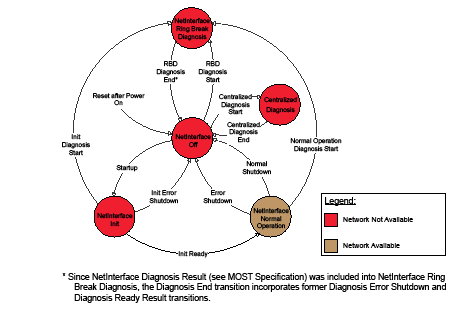 NetInterface
Ring Break
Diagnosis
RBD
Diagnosis
End*
RBD
Diagnosis
Start
Reset after Power
On
Centralized
Diagnosis
Start
Centralized
Diagnosis
Centralized
Diagnosis
End
NetInterface
Off
Init
Diagnosis
Start
Normal Operation
Diagnosis Start
Startup
Normal
Shutdown
Init Error
Shutdown
Error
Shutdown
NetInterface
Init
NetInterface
Normal
Operation
Init Ready
Legend:
Network Not Available
Network Available
* Since NetInterface Diagnosis Result (see MOST Specification) was included into NetInterface Ring
Break Diagnosis, the Diagnosis End transition incorporates former Diagnosis Error Shutdown and
Diagnosis Ready Result transitions.